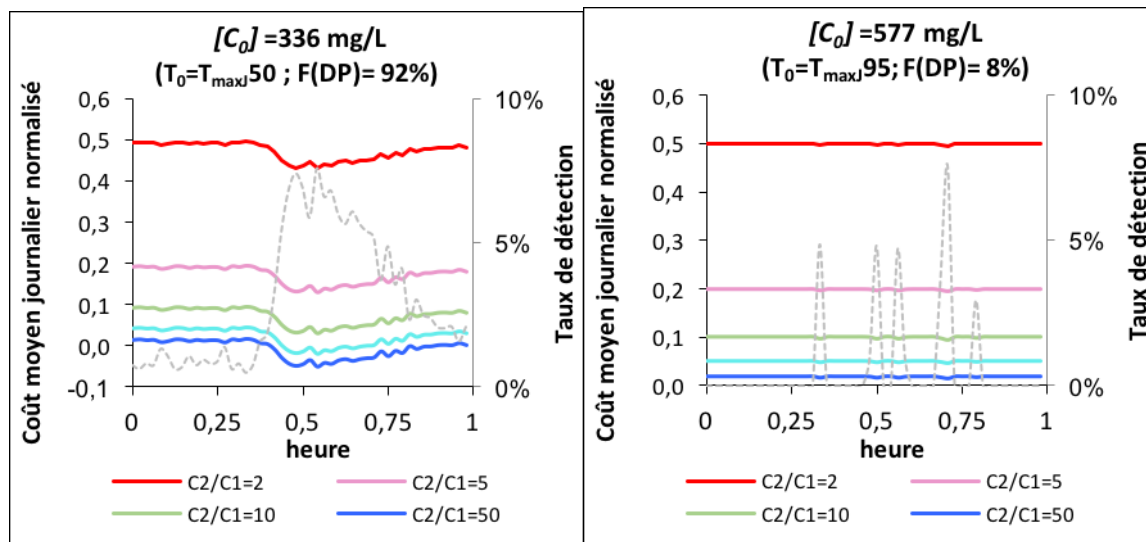 [C₀] =336 mg/L
(T₀=TmaxJ50 ; F(DP)= 92%)
Coût moyen journalier normalisé
0,6
0,5
0,4
0,3
0,2
0,1
0,0
-0,1
10%
5%
0%
Taux de détection
0
0,25
0,5
0,75
1
heure
C2/C1=2
C2/C1=5
C2/C1=10
C2/C1=50
[C₀] =577 mg/L
(T₀=TmaxJ95; F(DP)= 8%)
Coût moyen journalier normalisé
0,6
0,5
0,4
0,3
0,2
0,1
0,0
10%
5%
0%
Taux de détection
0
0,25
0,50
0,75
1
heure
C2/C1=2
C2/C1=5
C2/C1=10
C2/C1=50